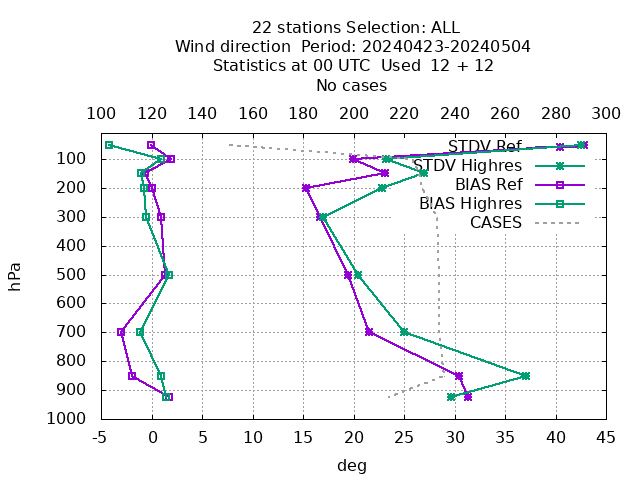 22 stations Selection: ALL
Wind direction  Period: 20240423-20240504
Statistics at 00 UTC  Used  12 + 12
No cases
100 120 140 160 180 200 220 240 260 280 300
STDV Ref
STDV Highres
BIAS Ref
BIAS Highres
CASES
100
200
300
400
500
600
700
800
900
1000
hPa
-5 0 5 10 15 20 25 30 35 40 45
deg